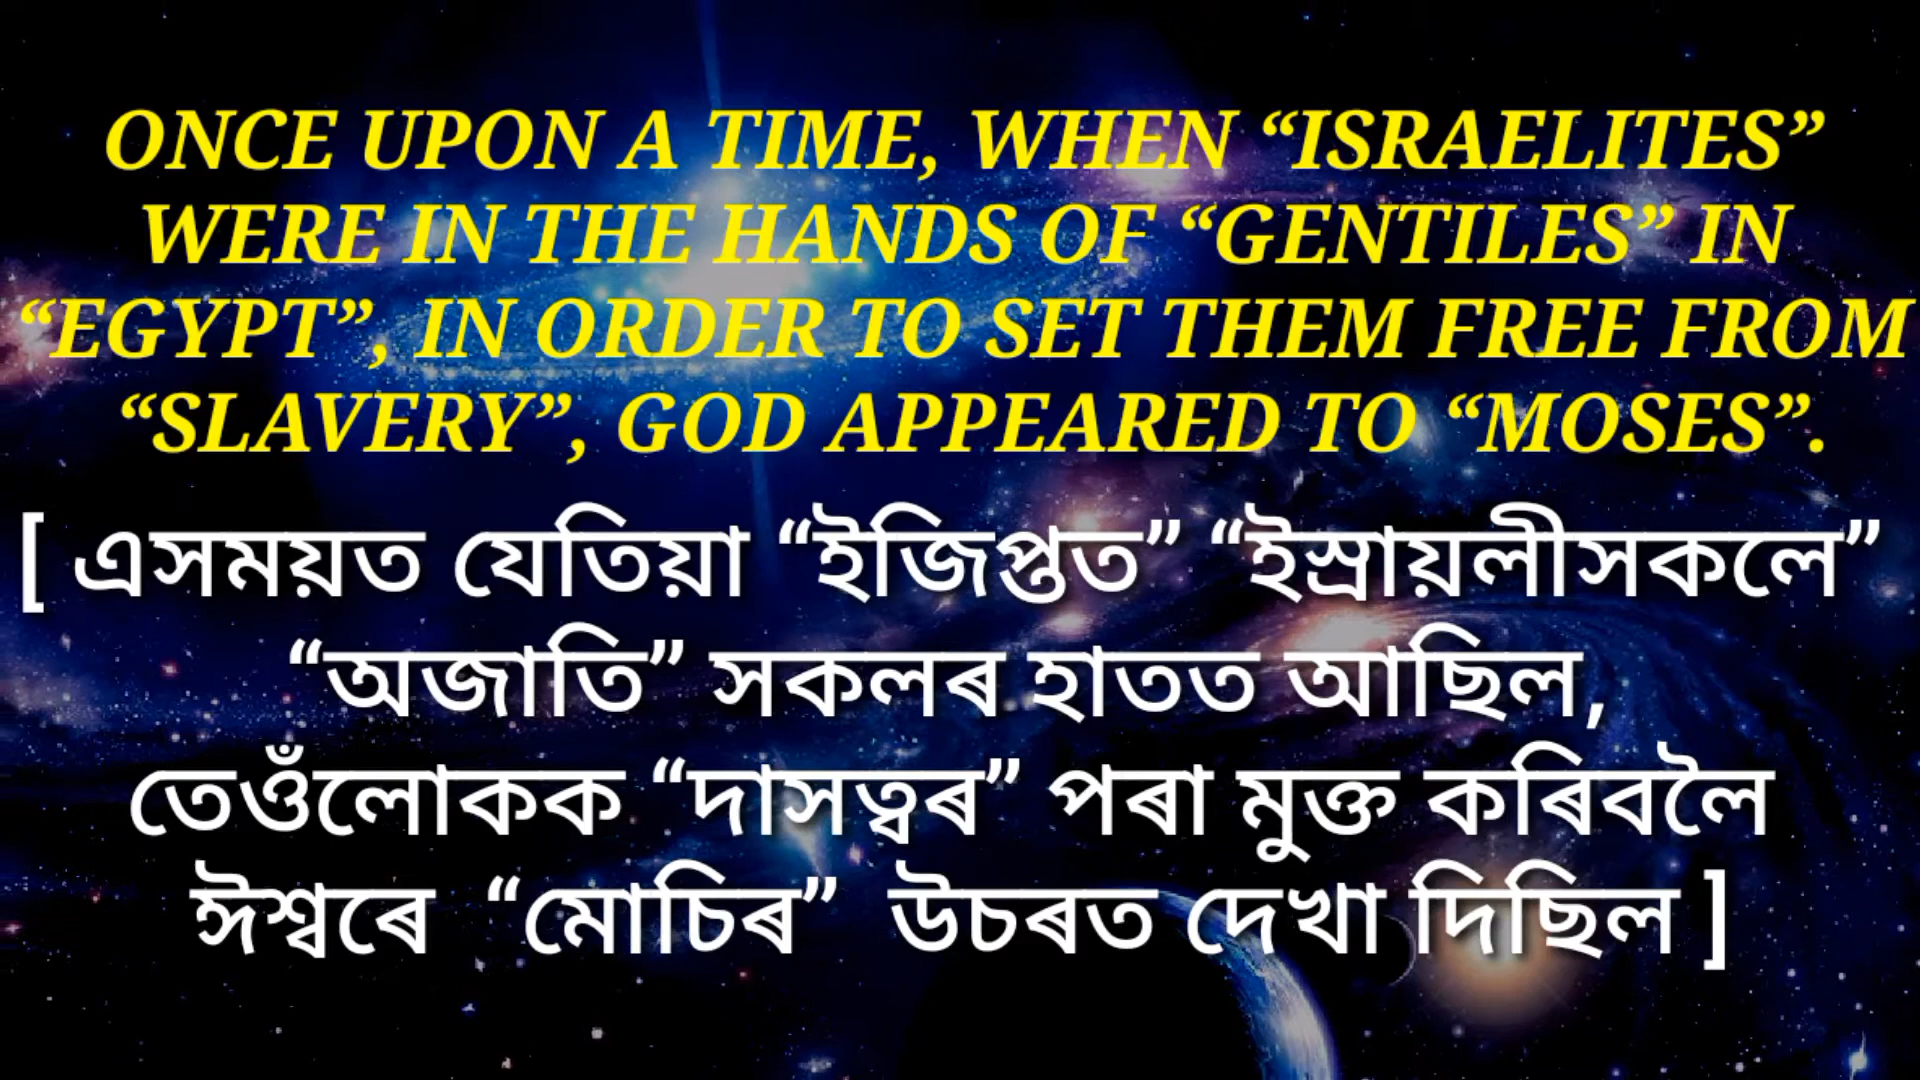 ONCE UPON A TIME, WHEN “ISRAELITES”
WERE IN THE HANDS OF “GENTILES” IN
“EGYPT”, IN ORDER TO SET THEM FREE FROM
“SLAVERY”, GOD APPEARED TO “MOSES”.
[ এসময়ত যেতিয়া “ইজিপ্তত” “ইস্ৰায়লীসকলে”
“অজাতি” সকলৰ হাতত আছিল,
তেওঁলোকক “দাসত্বৰ” পৰা মুক্ত কৰিবলৈ
ঈশ্বৰে “মোচিৰ” উচৰত দেখা দিছিল ]